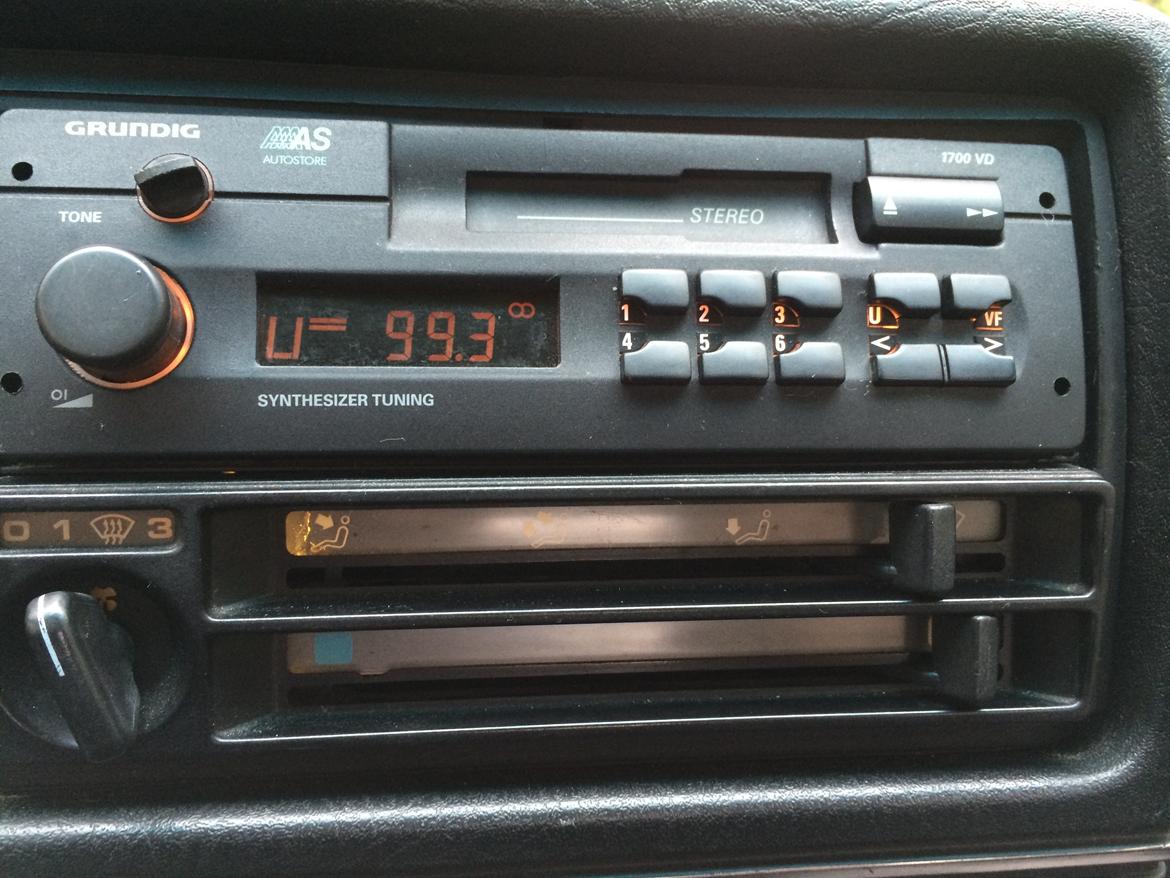 GRUNDIG
AS
AUTOSTORE
1700 VD
TONE
STEREO
U= 99.3
1 2 3 U VF
4 5 6 < >
OI
SYNTHESIZER TUNING
0 1 3